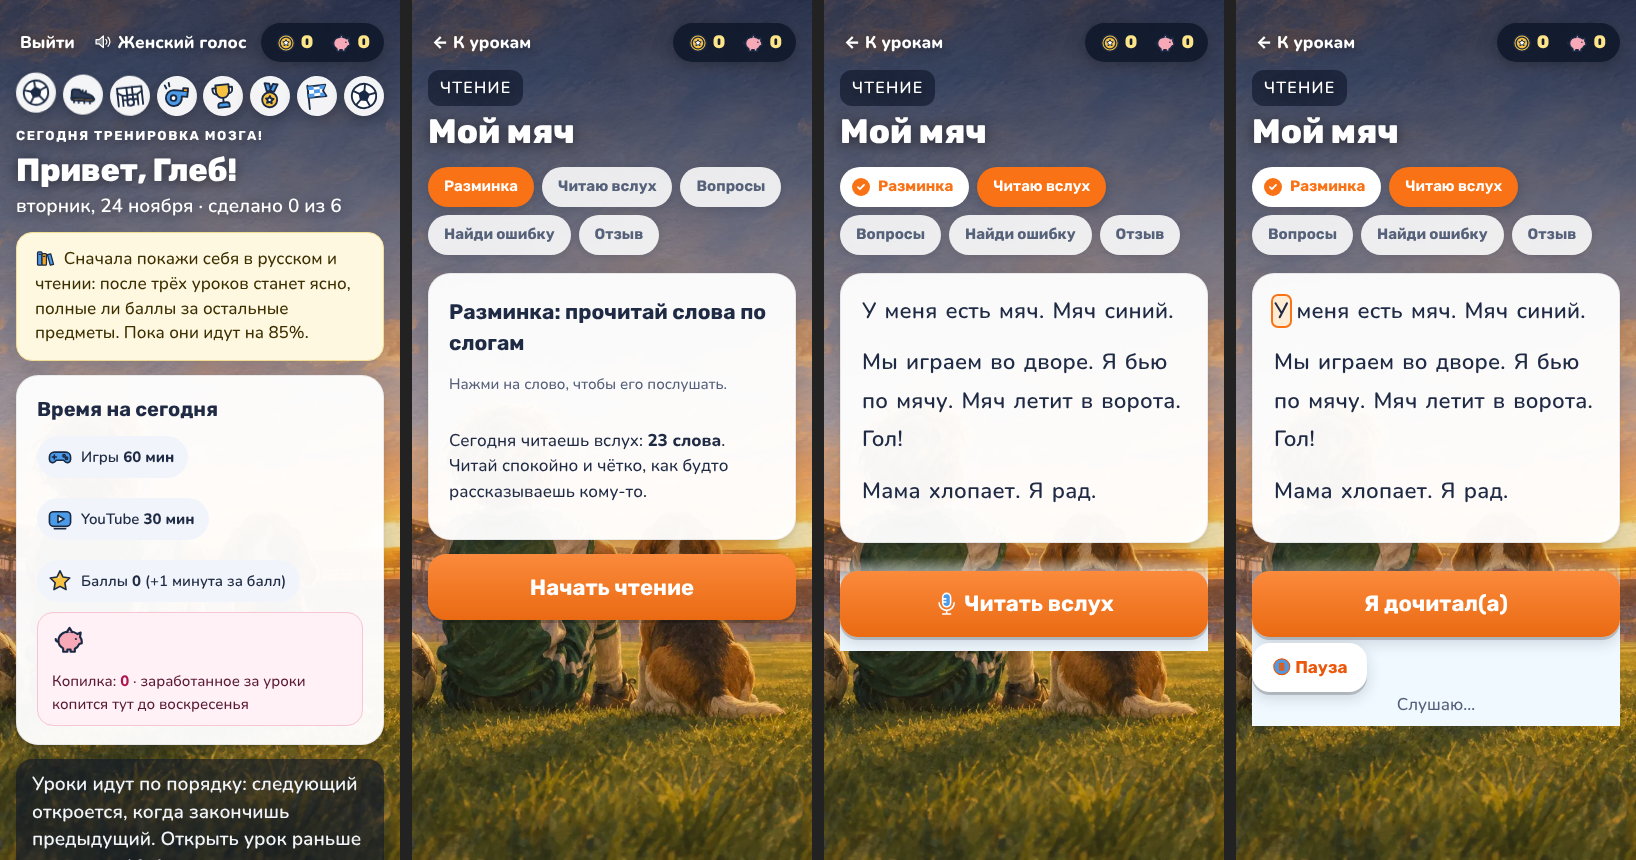 Выйти
Женский голос
0
0
СЕГОДНЯ ТРЕНИРОВКА МОЗГА!
Привет, Глеб!
вторник, 24 ноября · сделано 0 из 6
Сначала покажи себя в русском и
чтении: после трёх уроков станет ясно,
полные ли баллы за остальные
предметы. Пока они идут на 85%.
Время на сегодня
Игры 60 мин
YouTube 30 мин
Баллы 0 (+1 минута за балл)
Копилка: 0 · заработанное за уроки
копится тут до воскресенья
Уроки идут по порядку: следующий
откроется, когда закончишь
предыдущий. Открыть урок раньше
← К урокам
0
0
ЧТЕНИЕ
Мой мяч
Разминка
Читаю вслух
Вопросы
Найди ошибку
Отзыв
Разминка: прочитай слова по
слогам
Нажми на слово, чтобы его послушать.
Сегодня читаешь вслух: 23 слова.
Читай спокойно и чётко, как будто
рассказываешь кому-то.
Начать чтение
← К урокам
0
0
ЧТЕНИЕ
Мой мяч
Разминка
Читаю вслух
Вопросы
Найди ошибку
Отзыв
У меня есть мяч. Мяч синий.
Мы играем во дворе. Я бью
по мячу. Мяч летит в ворота.
Гол!
Мама хлопает. Я рад.
Читать вслух
← К урокам
0
0
ЧТЕНИЕ
Мой мяч
Разминка
Читаю вслух
Вопросы
Найди ошибку
Отзыв
У меня есть мяч. Мяч синий.
Мы играем во дворе. Я бью
по мячу. Мяч летит в ворота.
Гол!
Мама хлопает. Я рад.
Я дочитал(а)
Пауза
Слушаю...